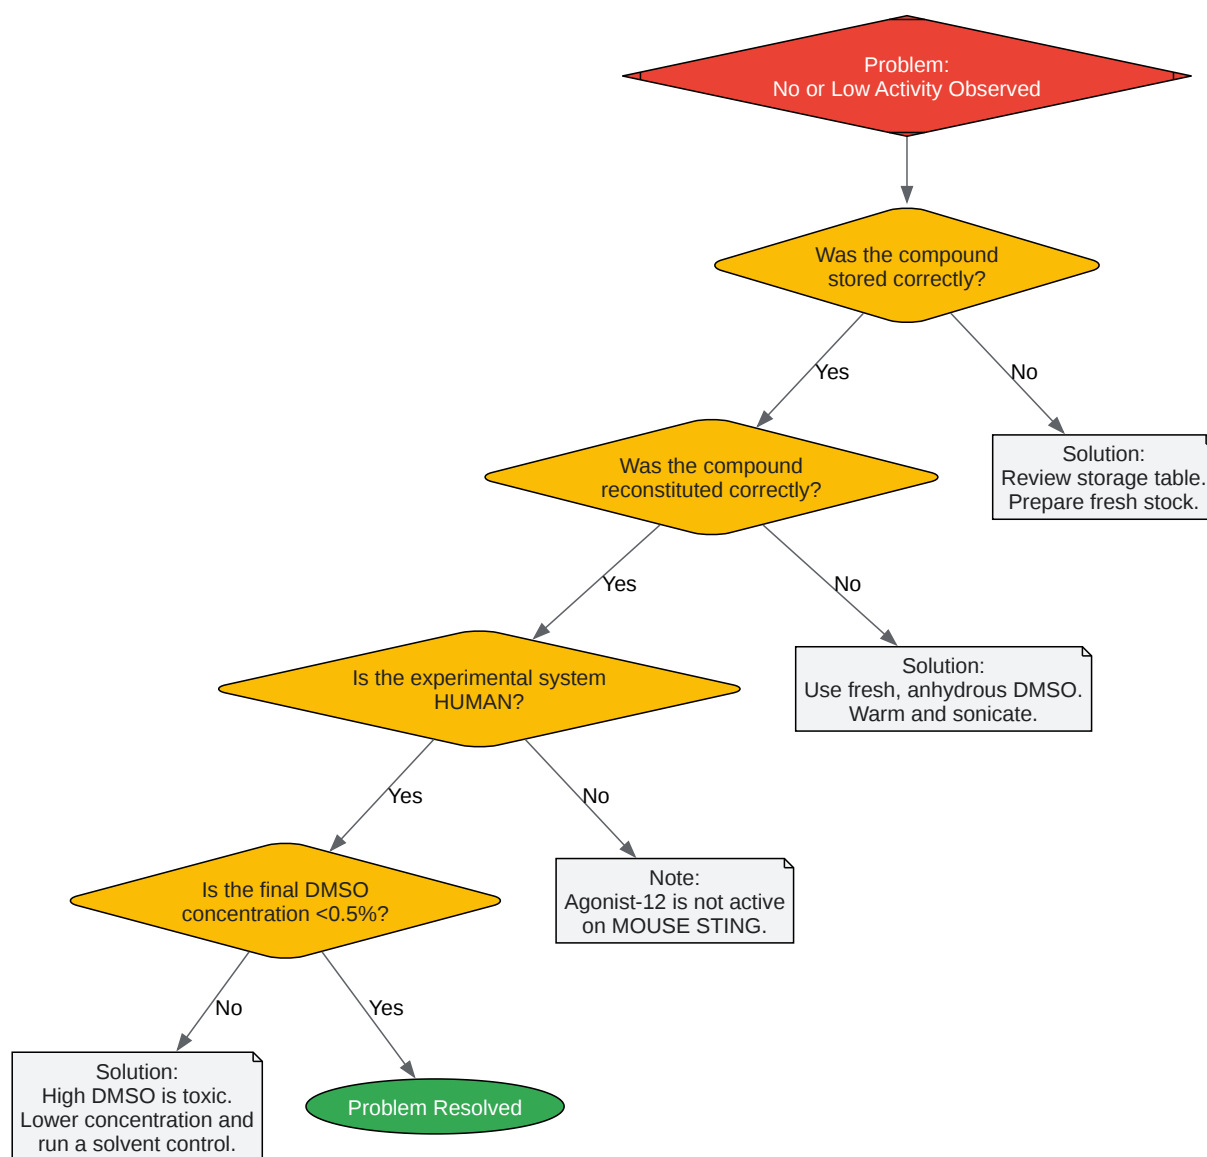 Problem:
No or Low Activity Observed
Was the compound
stored correctly?
Yes
No
Was the compound
reconstituted correctly?
Solution:
Review storage table.
Prepare fresh stock.
Yes
No
Is the experimental system
HUMAN?
Solution:
Use fresh, anhydrous DMSO.
Warm and sonicate.
Yes
No
Is the final DMSO
concentration <0.5%?
Note:
Agonist-12 is not active
on MOUSE STING.
No
Yes
Solution:
High DMSO is toxic.
Lower concentration and
run a solvent control.
Problem Resolved